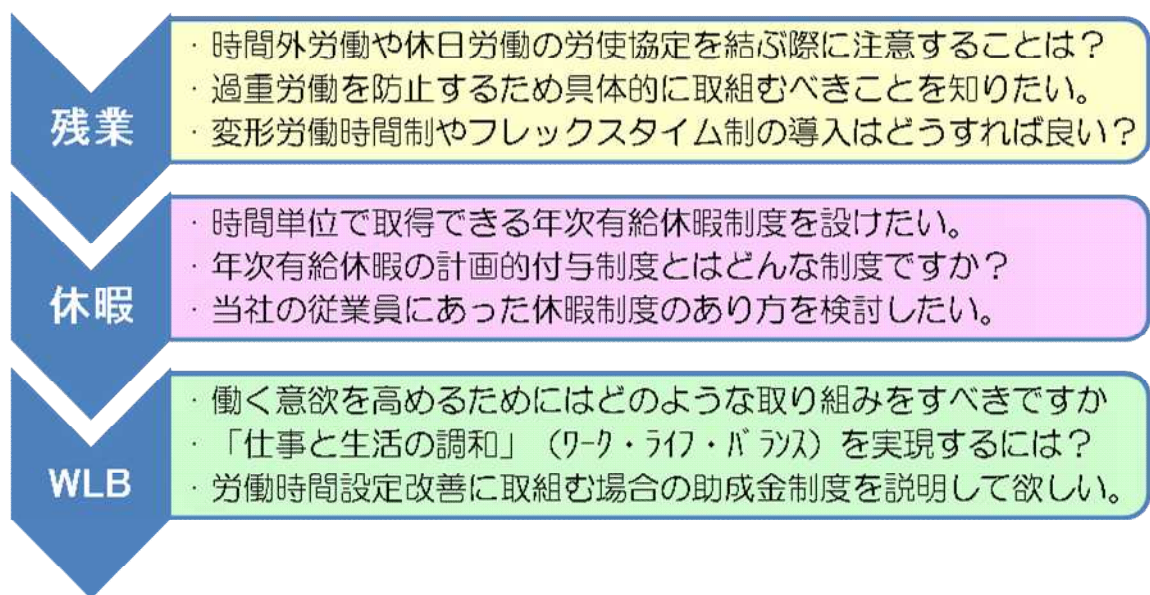 残業
・時間外労働や休日労働の労使協定を結ぶ際に注意することは？
・過重労働を防止するため具体的に取組むべきことを知りたい。
・変形労働時間制やフレックスタイム制の導入はどうすれば良い？
休暇
・時間単位で取得できる年次有給休暇制度を設けたい。
・年次有給休暇の計画的付与制度とはどんな制度ですか？
・当社の従業員にあった休暇制度のあり方を検討したい。
WLB
・働く意欲を高めるためにはどのような取り組みをすべきですか
・「仕事と生活の調和」（ﾜｰｸ・ﾗｲﾌ・ﾊﾞﾗﾝｽ）を実現するには？
・労働時間設定改善に取組む場合の助成金制度を説明して欲しい。